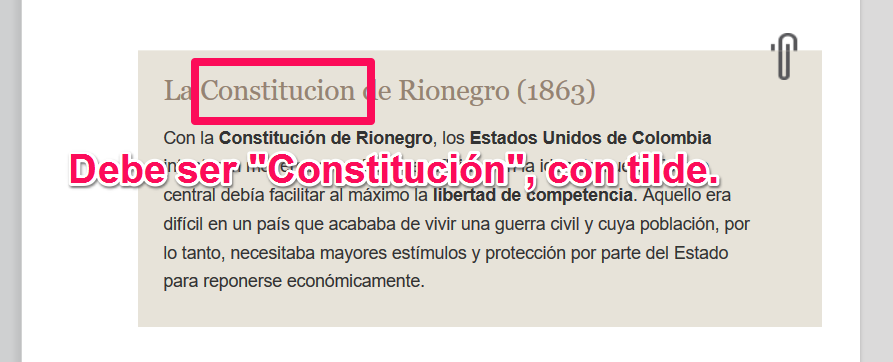 La Constitucion de Rionegro (1863)
Con la Constitución de Rionegro, los Estados Unidos de Colombia
Debe ser "Constitución", con tilde.
central debía facilitar al máximo la libertad de competencia. Aquello era
difícil en un país que acababa de vivir una guerra civil y cuya población, por
lo tanto, necesitaba mayores estímulos y protección por parte del Estado
para reponerse económicamente.